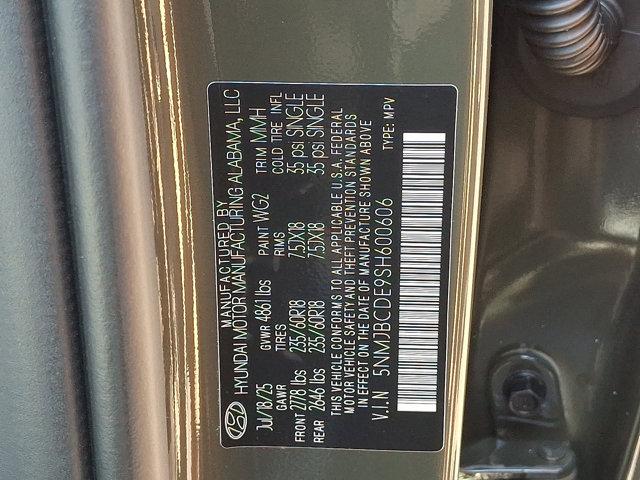 MANUFACTURED BY
HYUNDAI MOTOR MANUFACTURING ALABAMA, LLC
Jul/18/25 GVWR 4861 lbs PAINT WG2 TRIM MMH
GAWR TIRES RIMS COLD TIRE INFL
FRONT 2778 lbs 235/60R18 7.5JX18 35 psi SINGLE
REAR 2646 lbs 235/60R18 7.5JX18 35 psi SINGLE
THIS VEHICLE CONFORMS TO ALL APPLICABLE U.S.A. FEDERAL
MOTOR VEHICLE SAFETY AND THEFT PREVENTION STANDARDS
IN EFFECT ON THE DATE OF MANUFACTURE SHOWN ABOVE
V.I.N 5NMJBCDE9SH600606 TYPE: MPV